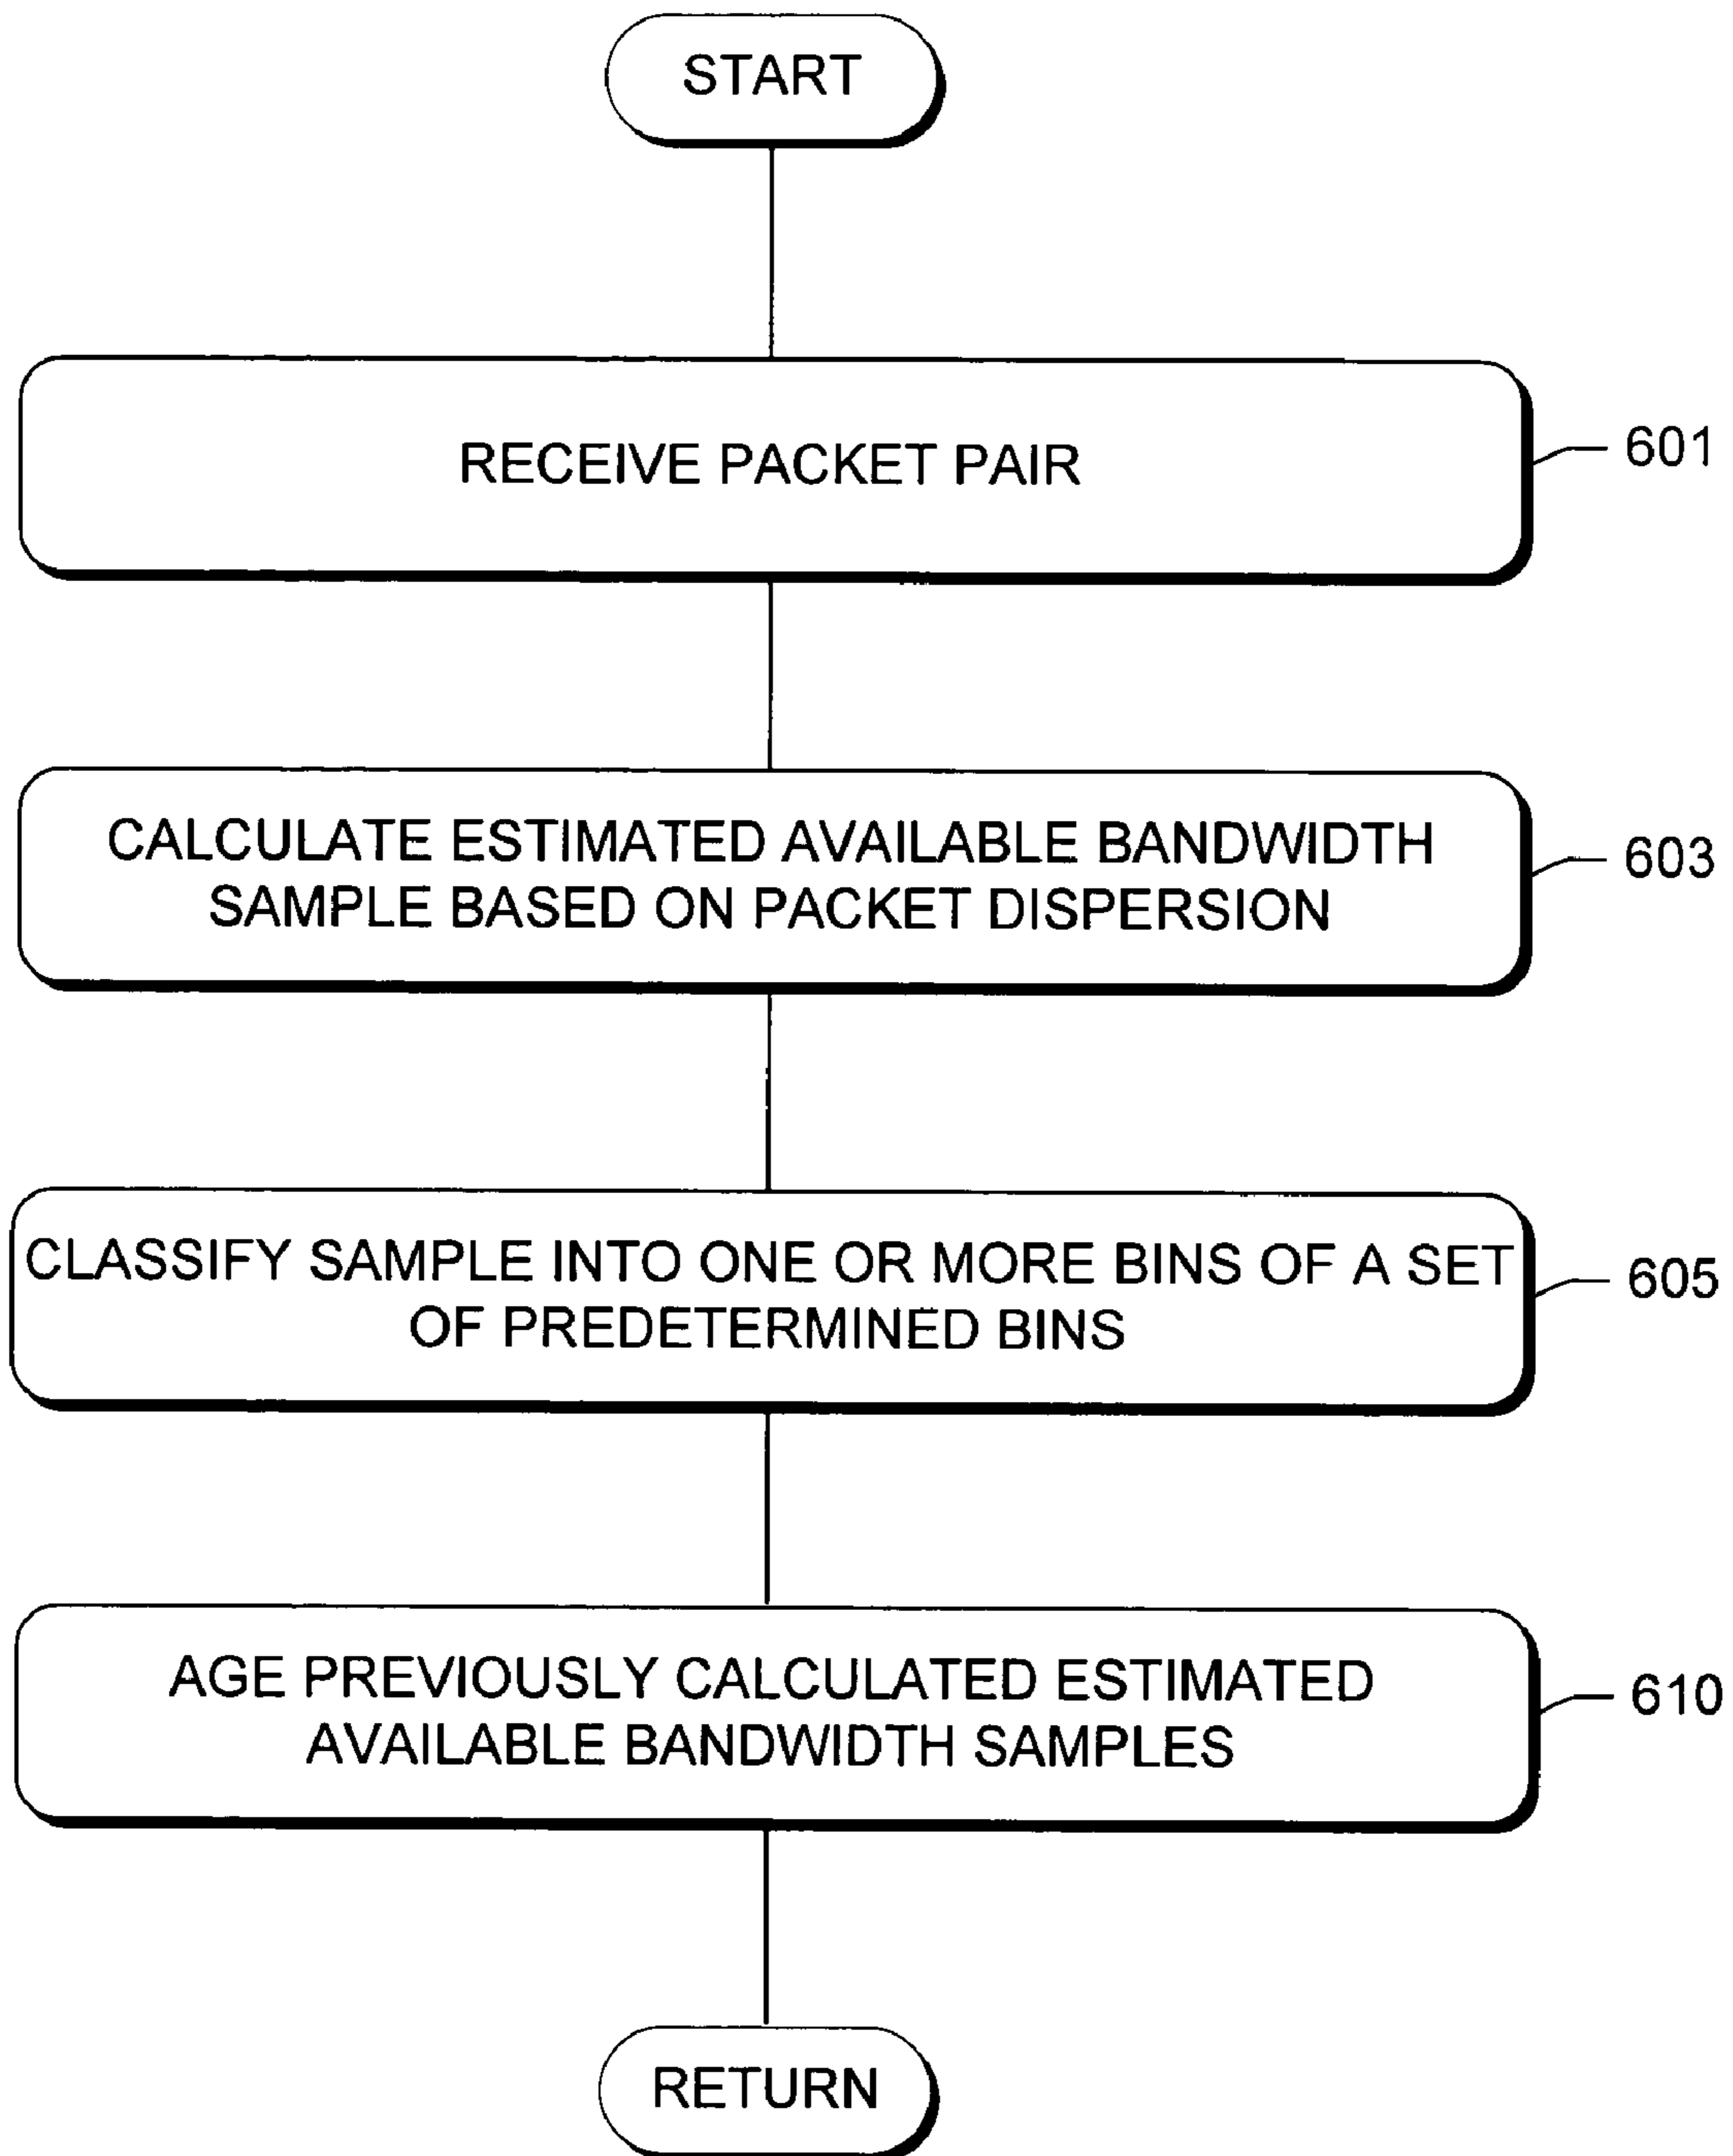 START
RECEIVE PACKET PAIR
601
CALCULATE ESTIMATED AVAILABLE BANDWIDTH
SAMPLE BASED ON PACKET DISPERSION
603
CLASSIFY SAMPLE INTO ONE OR MORE BINS OF A SET
OF PREDETERMINED BINS
605
AGE PREVIOUSLY CALCULATED ESTIMATED
AVAILABLE BANDWIDTH SAMPLES
610
RETURN